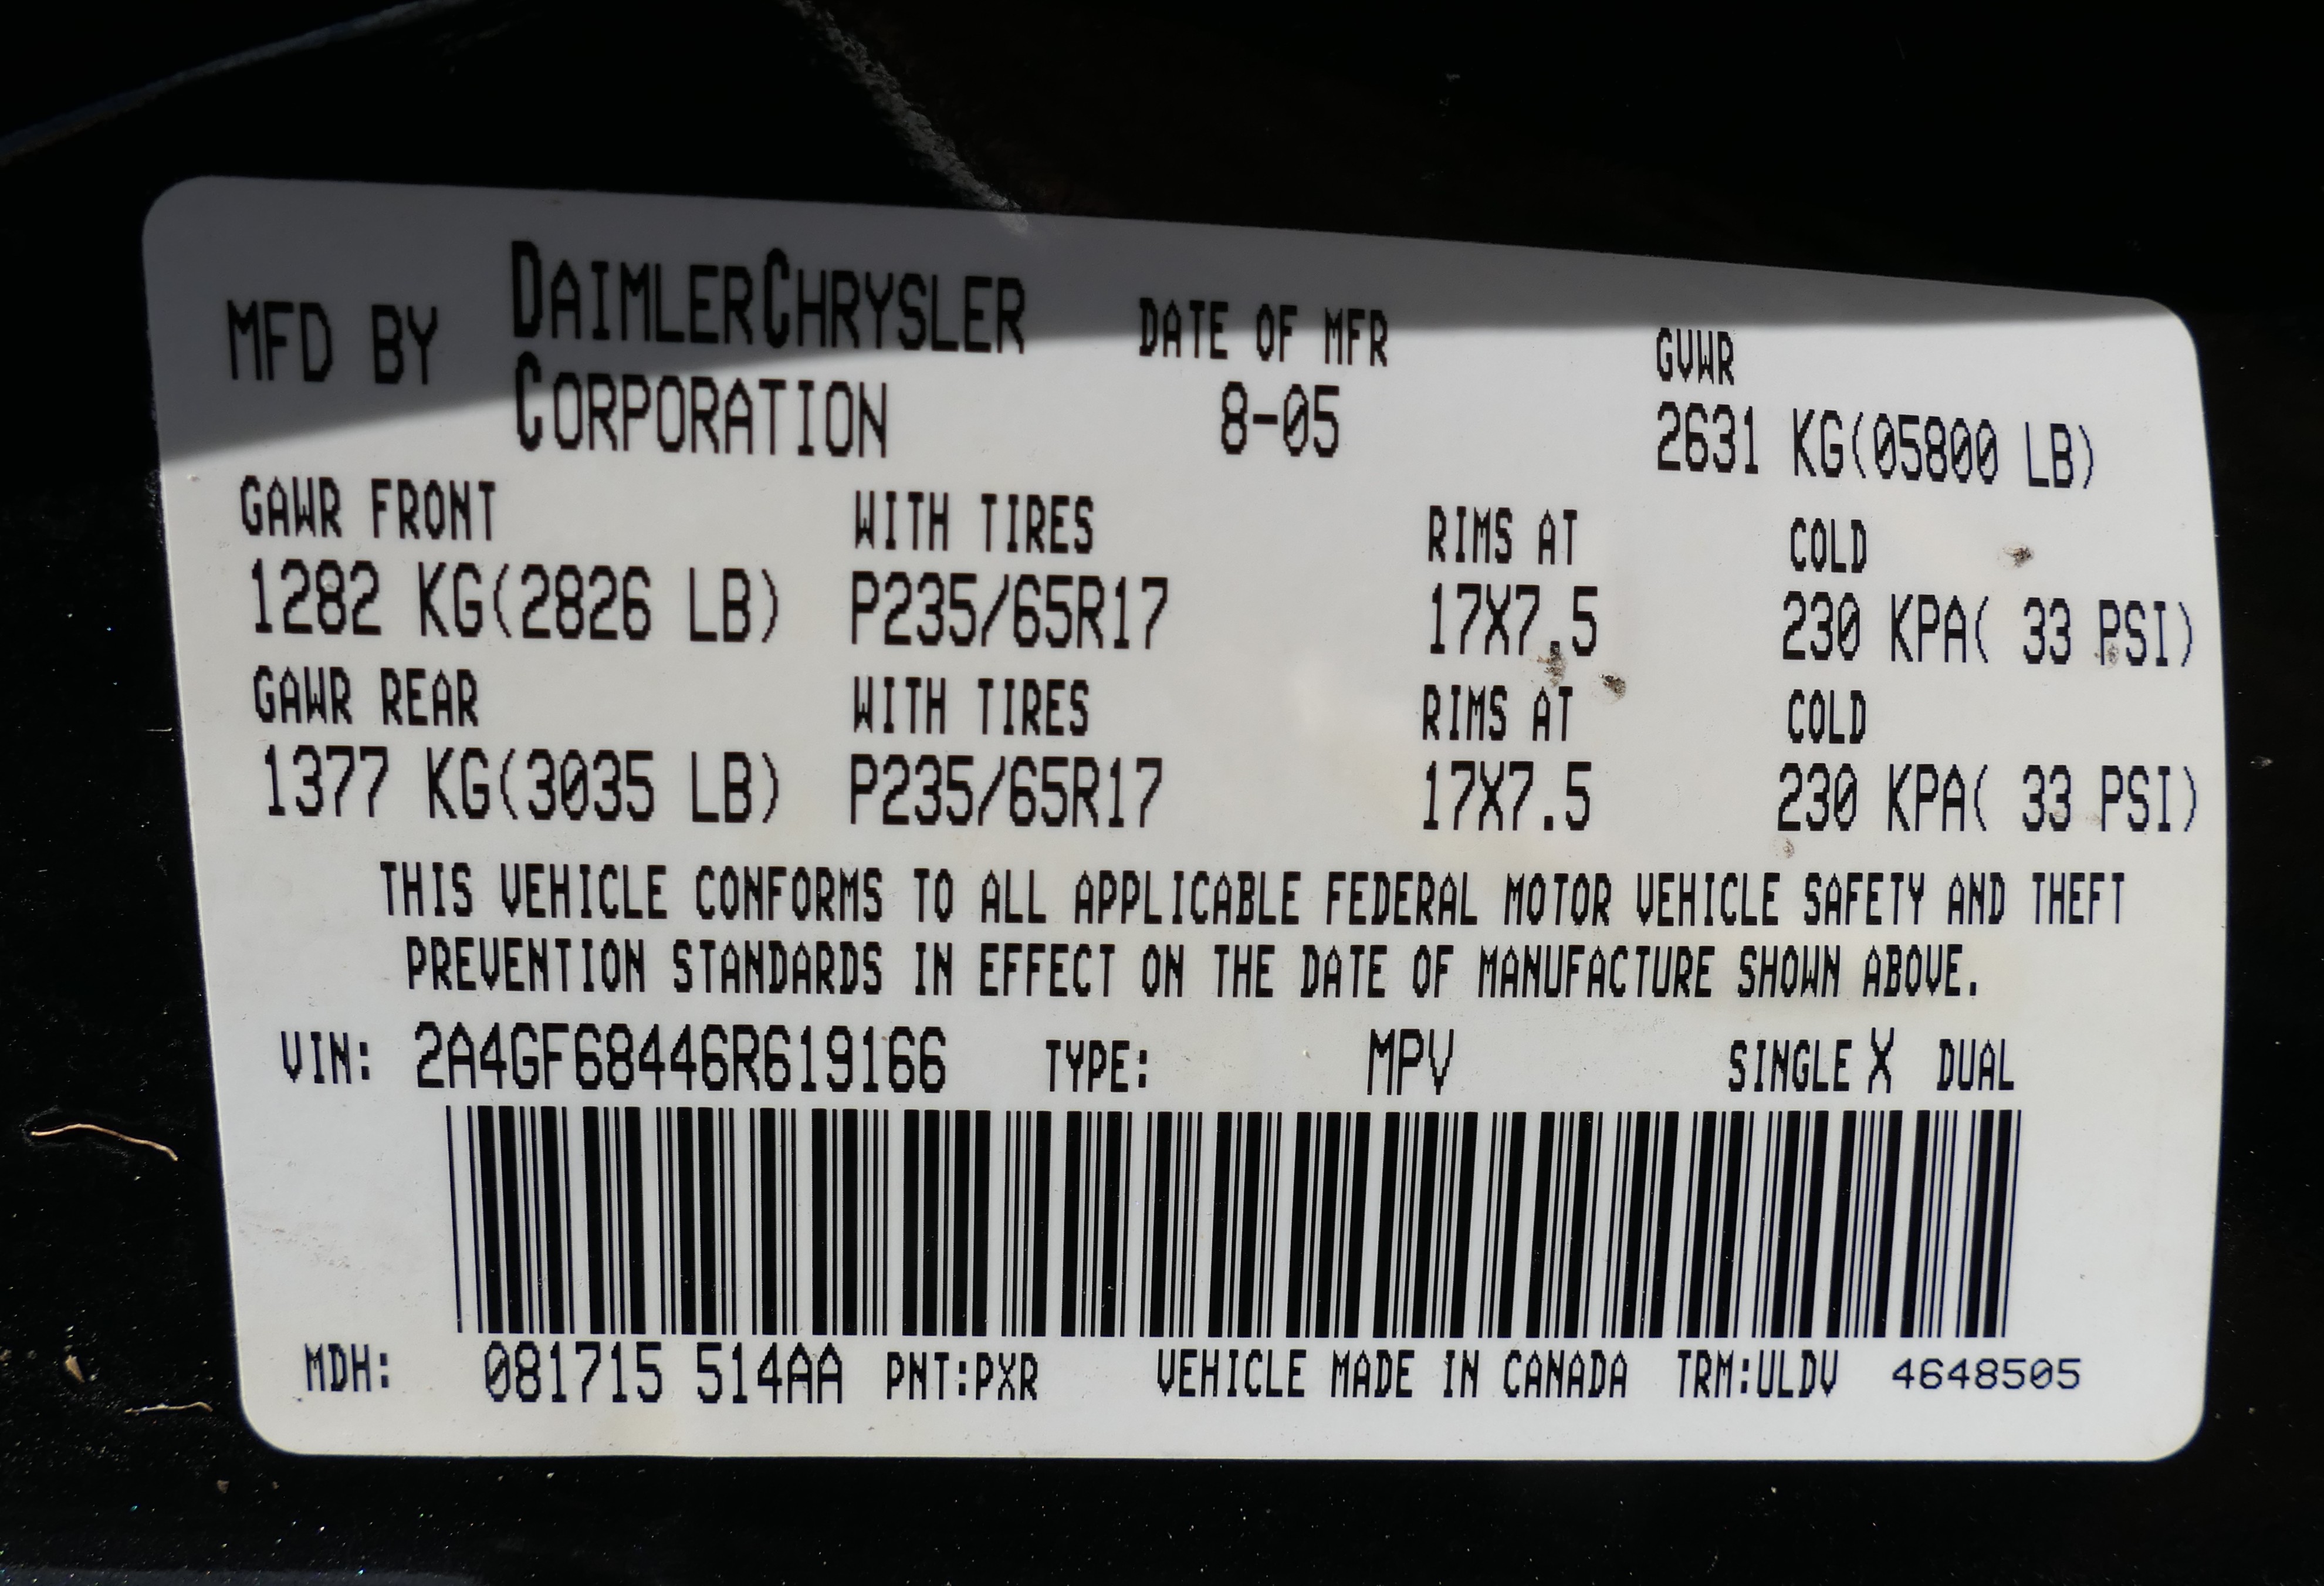 MFD BY DAIMLERCHRYSLER CORPORATION DATE OF MFR GVWR
8-05 2631 KG(05800 LB)
GAWR FRONT WITH TIRES RIMS AT COLD
1282 KG(2826 LB) P235/65R17 17X7.5 230 KPA( 33 PSI)
GAWR REAR WITH TIRES RIMS AT COLD
1377 KG(3035 LB) P235/65R17 17X7.5 230 KPA( 33 PSI)
THIS VEHICLE CONFORMS TO ALL APPLICABLE FEDERAL MOTOR VEHICLE SAFETY AND THEFT
PREVENTION STANDARDS IN EFFECT ON THE DATE OF MANUFACTURE SHOWN ABOVE.
VIN: 2A4GF68446R619166 TYPE: MPV SINGLE X DUAL
MDH: 081715 514AA PNT:PXR VEHICLE MADE IN CANADA TRM:ULDV 4648505